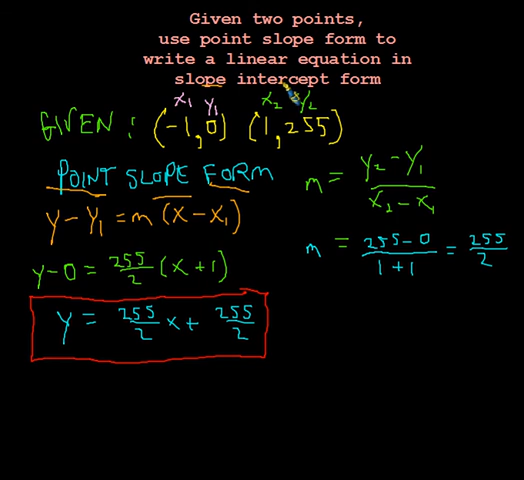 Given two points,
use point slope form to
write a linear equation in
slope intercept form
x₁ y₁ x₂ y₂
GIVEN : (-1, 0) (1, 255)
POINT SLOPE FORM
m = y₂ - y₁ / x₂ - x₁
y - y₁ = m (x - x₁)
m = 255 - 0 / 1 + 1 = 255 / 2
y - 0 = 255/2 (x + 1)
y = 255/2 x + 255/2